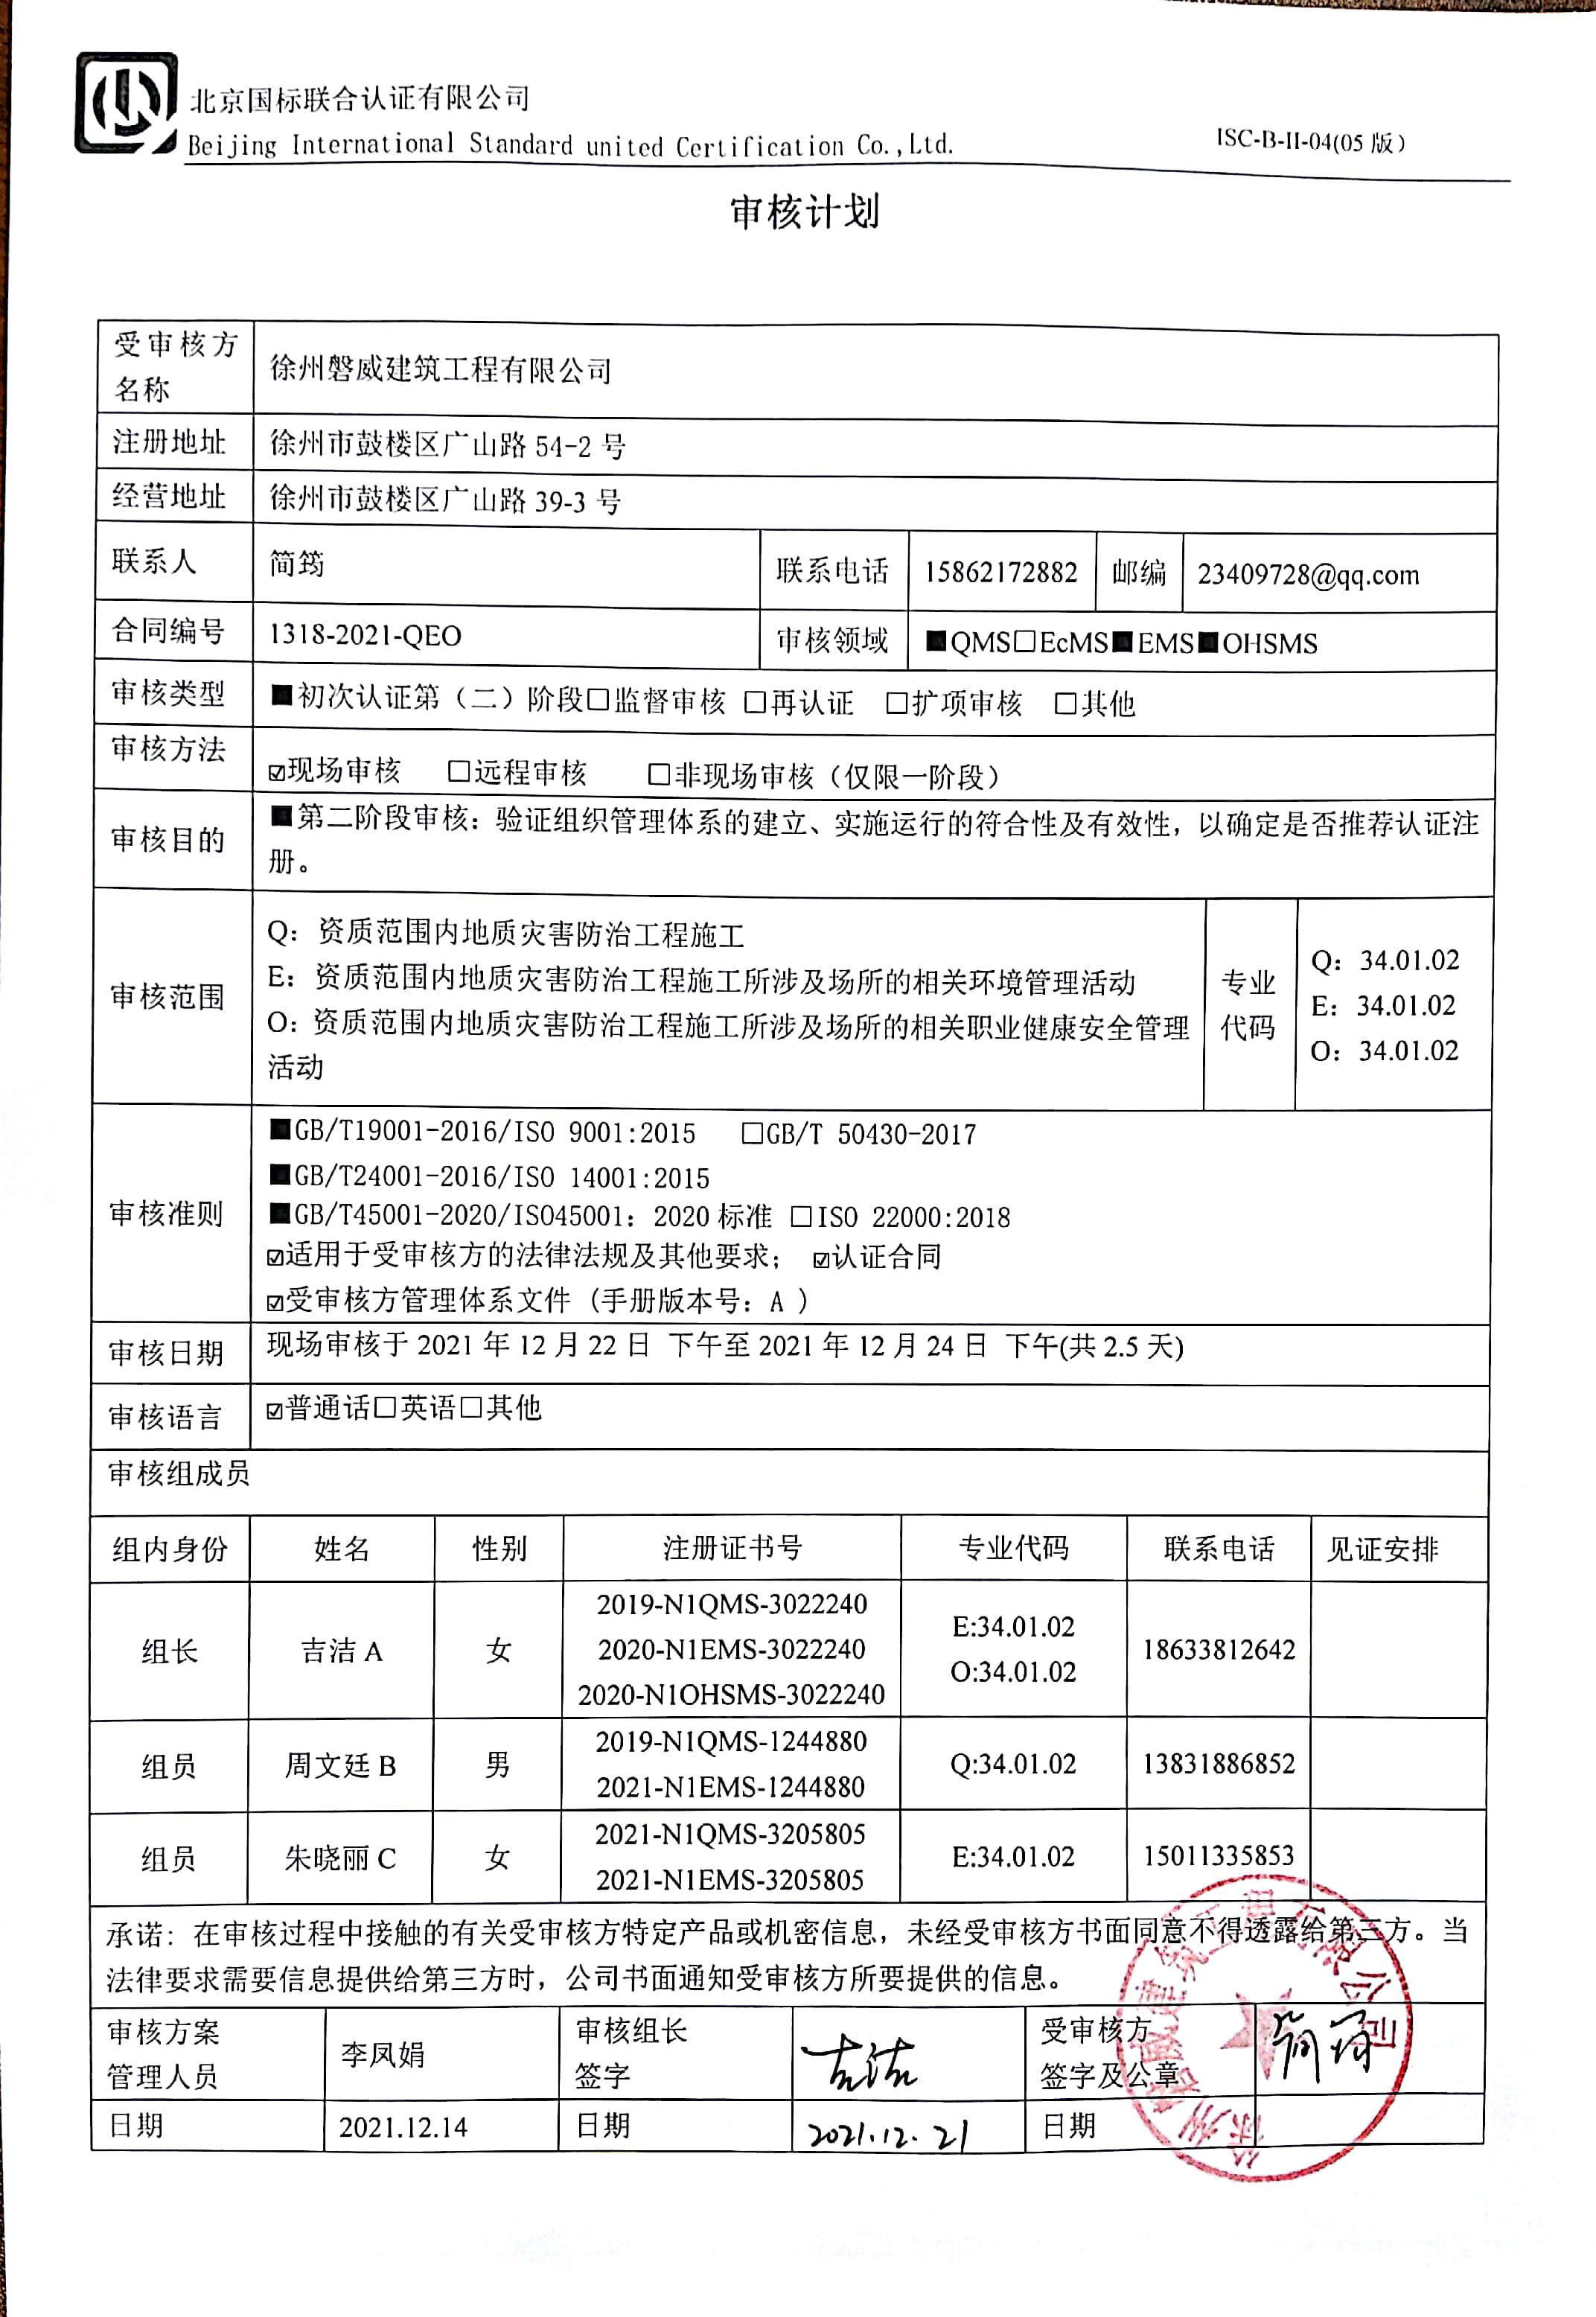 北京国标联合认证有限公司
Beijing International Standard united Certification Co.,Ltd.
ISC-B-II-04(05 版)
审核计划
受审核方名称 徐州磐威建筑工程有限公司
注册地址 徐州市鼓楼区广山路 54-2 号
经营地址 徐州市鼓楼区广山路 39-3 号
联系人 简筠 联系电话 15862172882 邮编 23409728@qq.com
合同编号 1318-2021-QEO 审核领域 ■QMS□EcMS■EMS■OHSMS
审核类型 ■初次认证第（二）阶段□监督审核 □再认证 □扩项审核 □其他
审核方法 ☑现场审核 □远程审核 □非现场审核（仅限一阶段）
审核目的 ■第二阶段审核：验证组织管理体系的建立、实施运行的符合性及有效性，以确定是否推荐认证注
册。
审核范围
Q：资质范围内地质灾害防治工程施工
E：资质范围内地质灾害防治工程施工所涉及场所的相关环境管理活动
O：资质范围内地质灾害防治工程施工所涉及场所的相关职业健康安全管理
活动
专业
代码
Q：34.01.02
E：34.01.02
O：34.01.02
审核准则
■GB/T19001-2016/ISO 9001:2015 □GB/T 50430-2017
■GB/T24001-2016/ISO 14001:2015
■GB/T45001-2020/ISO45001：2020 标准 □ISO 22000:2018
☑适用于受审核方的法律法规及其他要求； ☑认证合同
☑受审核方管理体系文件（手册版本号：A ）
审核日期 现场审核于 2021 年 12 月 22 日 下午至 2021 年 12 月 24 日 下午(共 2.5 天)
审核语言 ☑普通话□英语□其他
审核组成员
组内身份 姓名 性别 注册证书号 专业代码 联系电话 见证安排
组长 吉洁 A 女
2019-N1QMS-3022240
2020-N1EMS-3022240
2020-N1OHSMS-3022240
E:34.01.02
O:34.01.02
18633812642
组员 周文廷 B 男
2019-N1QMS-1244880
2021-N1EMS-1244880
Q:34.01.02
13831886852
组员 朱晓丽 C 女
2021-N1QMS-3205805
2021-N1EMS-3205805
E:34.01.02
15011335853
承诺：在审核过程中接触的有关受审核方特定产品或机密信息，未经受审核方书面同意不得透露给第三方。当
法律要求需要信息提供给第三方时，公司书面通知受审核方所要提供的信息。
审核方案
管理人员
李凤娟
审核组长
签字
吉洁
受审核方
签字及公章
简筠
日期 2021.12.14 日期 2021.12.21 日期
徐州磐威建筑工程有限公司